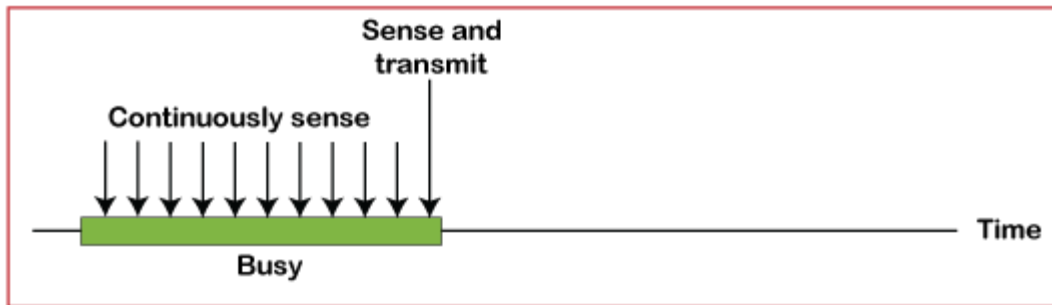 Sense and
transmit
Continuously sense
Time
Busy